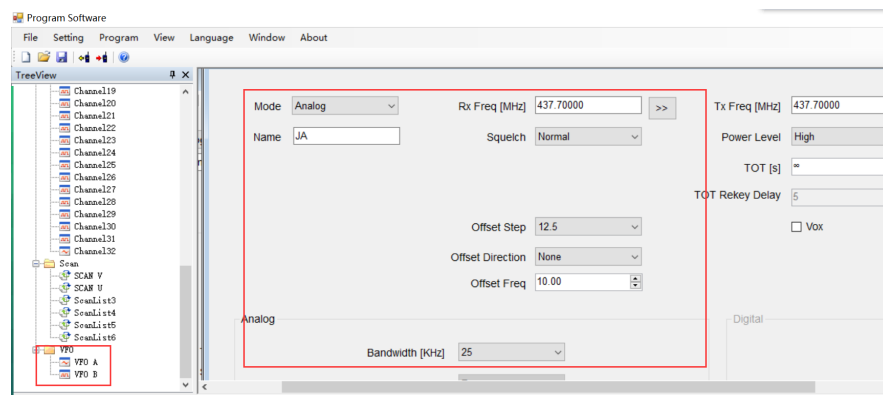 Program Software
File Setting Program View Language Window About
TreeView
Channel19
Channel20
Channel21
Channel22
Channel23
Channel24
Channel25
Channel26
Channel27
Channel28
Channel29
Channel30
Channel31
Channel32
Scan
SCAN V
SCAN U
ScanList3
ScanList4
ScanList5
ScanList6
VFO
VFO A
VFO B
Mode Analog Rx Freq [MHz] 437.70000 >> Tx Freq [MHz] 437.70000
Name JA Squelch Normal Power Level High
TOT [s] ∞
TOT Rekey Delay 5
Offset Step 12.5 Vox
Offset Direction None
Offset Freq 10.00
Analog Digital
Bandwidth [KHz] 25